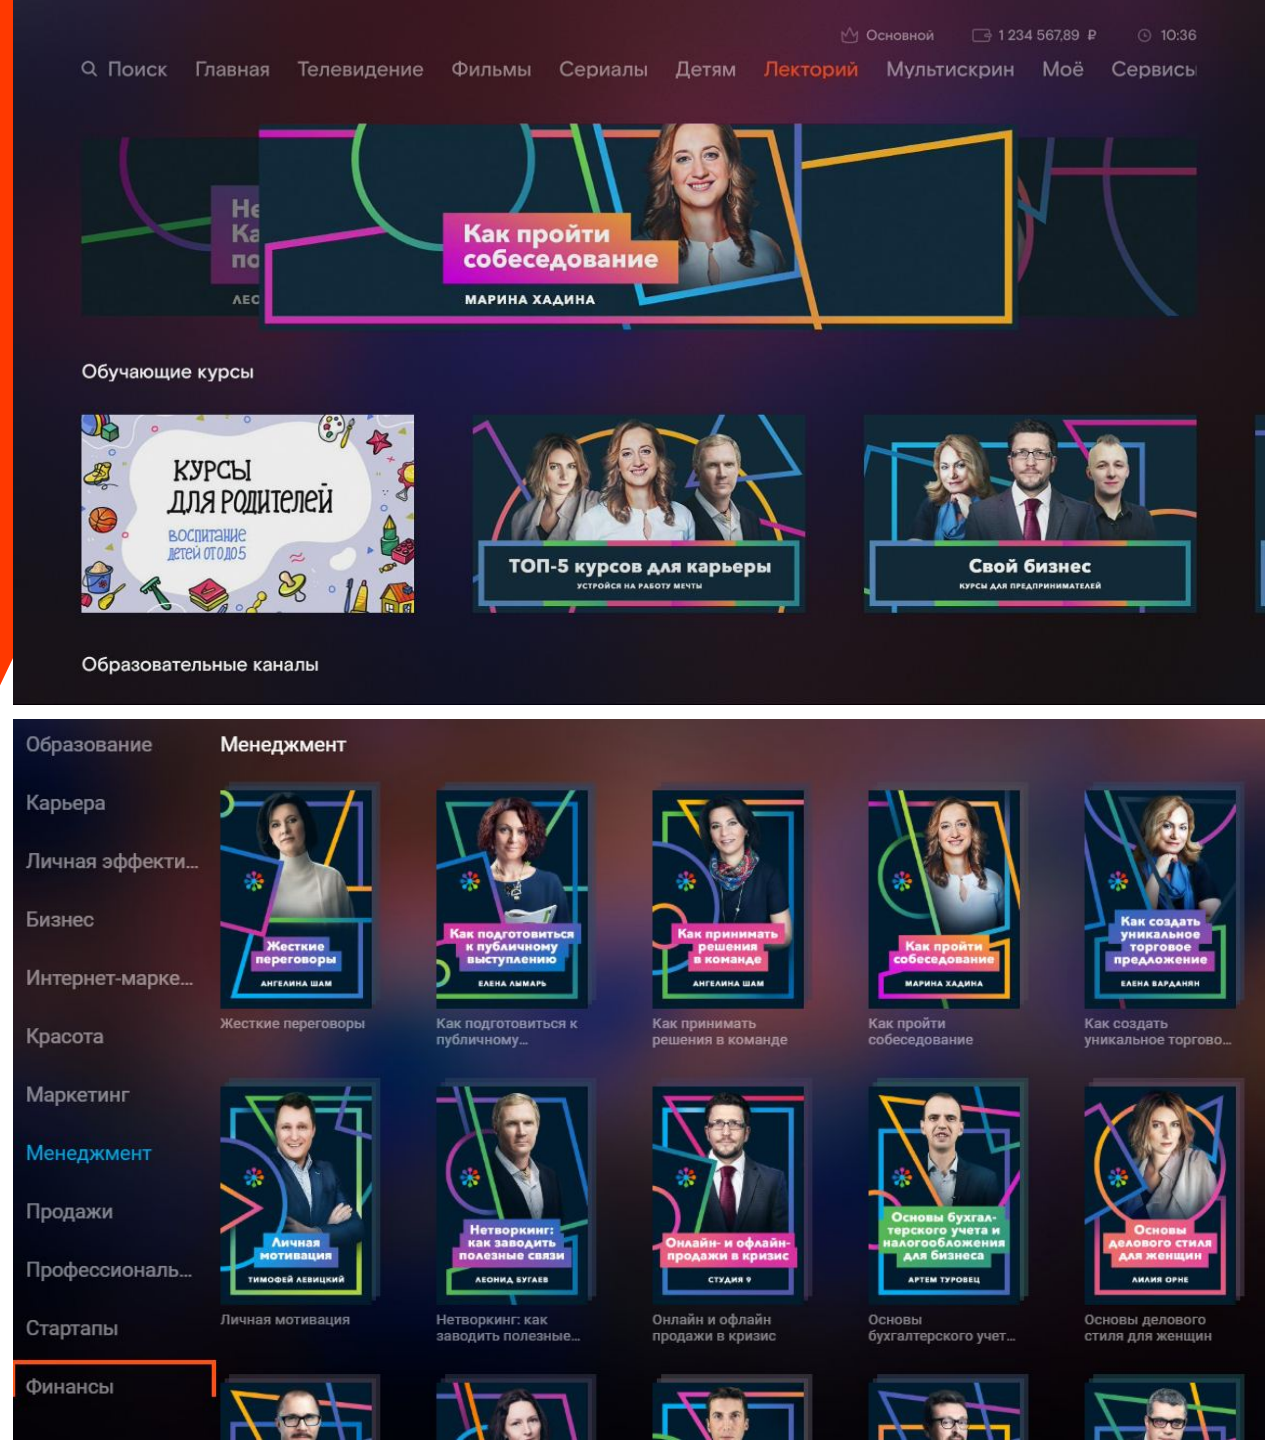 Основной
1 234 567,89 ₽
10:36
Поиск
Главная
Телевидение
Фильмы
Сериалы
Детям
Лекторий
Мультискрин
Моё
Сервисы
Как пройти
собеседование
МАРИНА ХАДИНА
Обучающие курсы
КУРСЫ
ДЛЯ РОДИТЕЛЕЙ
ВОСПИТАНИЕ
ДЕТЕЙ ОТ 0 ДО 5
ТОП-5 курсов для карьеры
УСТРОЙСЯ НА РАБОТУ МЕЧТЫ
Свой бизнес
КУРСЫ ДЛЯ ПРЕДПРИНИМАТЕЛЕЙ
Образовательные каналы
Образование
Карьера
Личная эффекти...
Бизнес
Интернет-марке...
Красота
Маркетинг
Менеджмент
Продажи
Профессиональ...
Стартапы
Финансы
Менеджмент
Жесткие
переговоры
АНГЕЛИНА ШАМ
Жесткие переговоры
Как подготовиться
к публичному
выступлению
ЕЛЕНА ЛЫМАРЬ
Как подготовиться к
публичному...
Как принимать
решения
в команде
АНГЕЛИНА ШАМ
Как принимать
решения в команде
Как пройти
собеседование
МАРИНА ХАДИНА
Как пройти
собеседование
Как создать
уникальное
торговое
предложение
ЕЛЕНА ВАРДАНЯН
Как создать
уникальное торгово...
Личная
мотивация
ТИМОФЕЙ ЛЕВИЦКИЙ
Личная мотивация
Нетворкинг:
как заводить
полезные связи
ЛЕОНИД БУГАЕВ
Нетворкинг: как
заводить полезные...
Онлайн- и офлайн-
продажи в кризис
СТУДИЯ 9
Онлайн и офлайн
продажи в кризис
Основы бухгал-
терского учета и
налогообложения
для бизнеса
АРТЕМ ТУРОВЕЦ
Основы
бухгалтерского учет...
Основы
делового стиля
для женщин
ЛИЛИЯ ОРНЕ
Основы делового
стиля для женщин